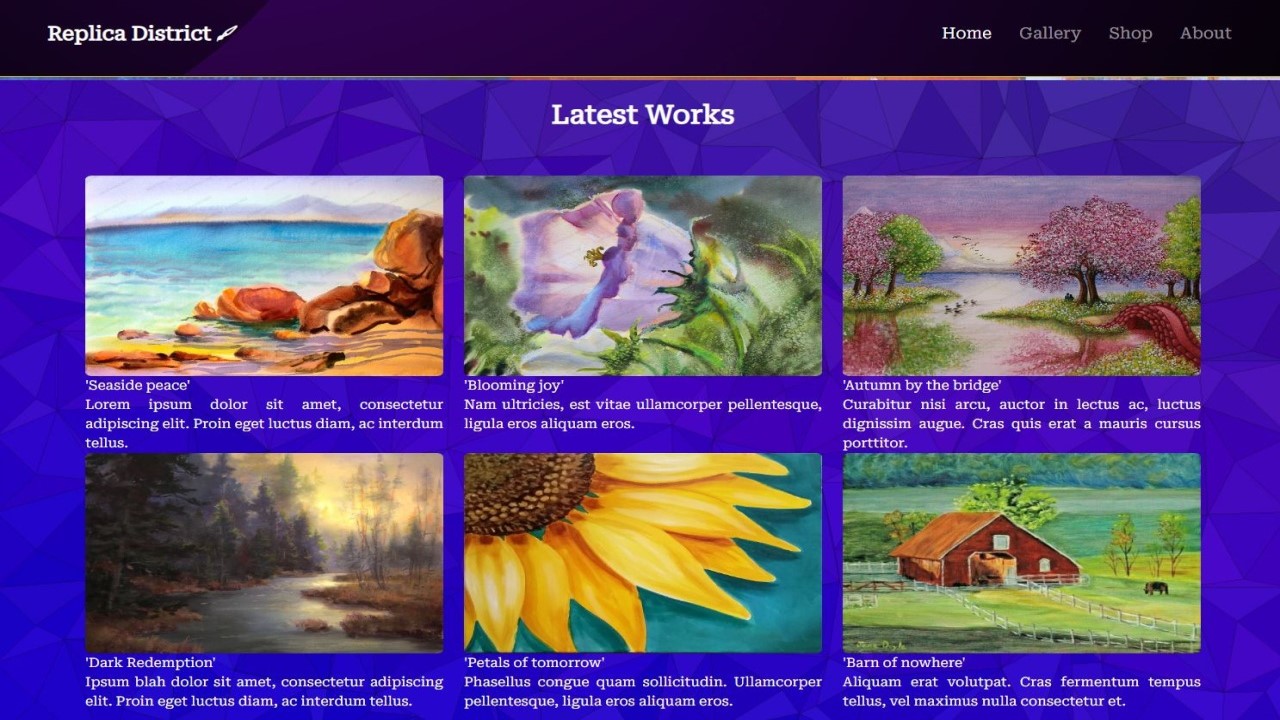 Replica District
Home Gallery Shop About
Latest Works
'Seaside peace'
Lorem ipsum dolor sit amet, consectetur
adipiscing elit. Proin eget luctus diam, ac interdum
tellus.
'Blooming joy'
Nam ultricies, est vitae ullamcorper pellentesque,
ligula eros aliquam eros.
'Autumn by the bridge'
Curabitur nisi arcu, auctor in lectus ac, luctus
dignissim augue. Cras quis erat a mauris cursus
porttitor.
'Dark Redemption'
Ipsum blah dolor sit amet, consectetur adipiscing
elit. Proin eget luctus diam, ac interdum tellus.
'Petals of tomorrow'
Phasellus congue quam sollicitudin. Ullamcorper
pellentesque, ligula eros aliquam eros.
'Barn of nowhere'
Aliquam erat volutpat. Cras fermentum tempus
tellus, vel maximus nulla consectetur et.